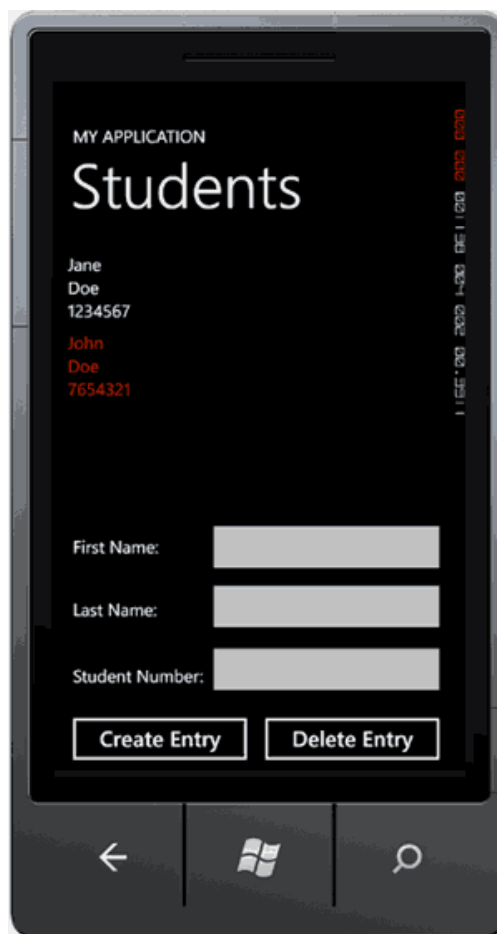 MY APPLICATION
Students
Jane
Doe
1234567
John
Doe
7654321
First Name:
Last Name:
Student Number:
Create Entry
Delete Entry